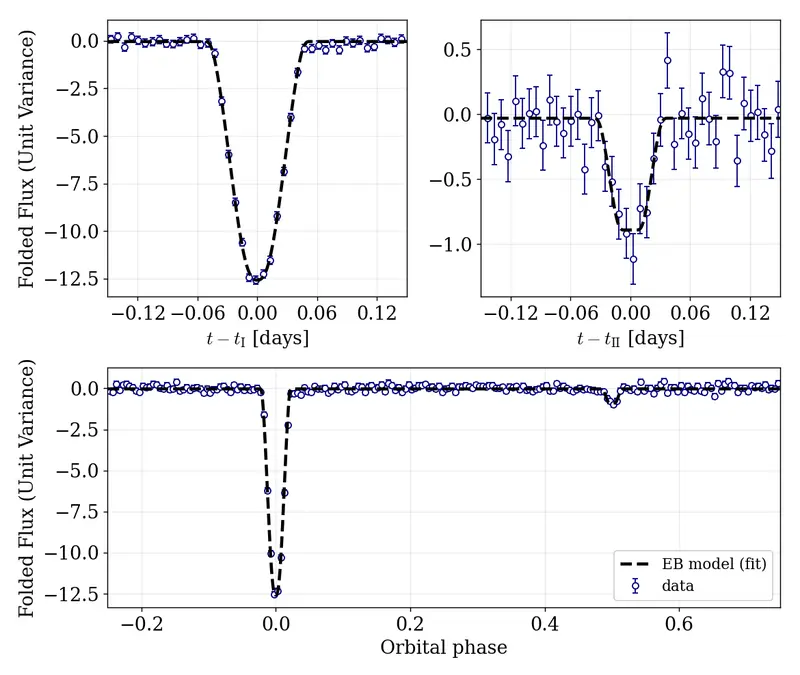 Folded Flux (Unit Variance)
0.0
−2.5
−5.0
−7.5
−10.0
−12.5
−0.12 −0.06 0.00 0.06 0.12
t − tI [days]
0.5
0.0
−0.5
−1.0
−0.12 −0.06 0.00 0.06 0.12
t − tII [days]
Folded Flux (Unit Variance)
0.0
−2.5
−5.0
−7.5
−10.0
−12.5
−0.2 0.0 0.2 0.4 0.6
Orbital phase
EB model (fit)
data